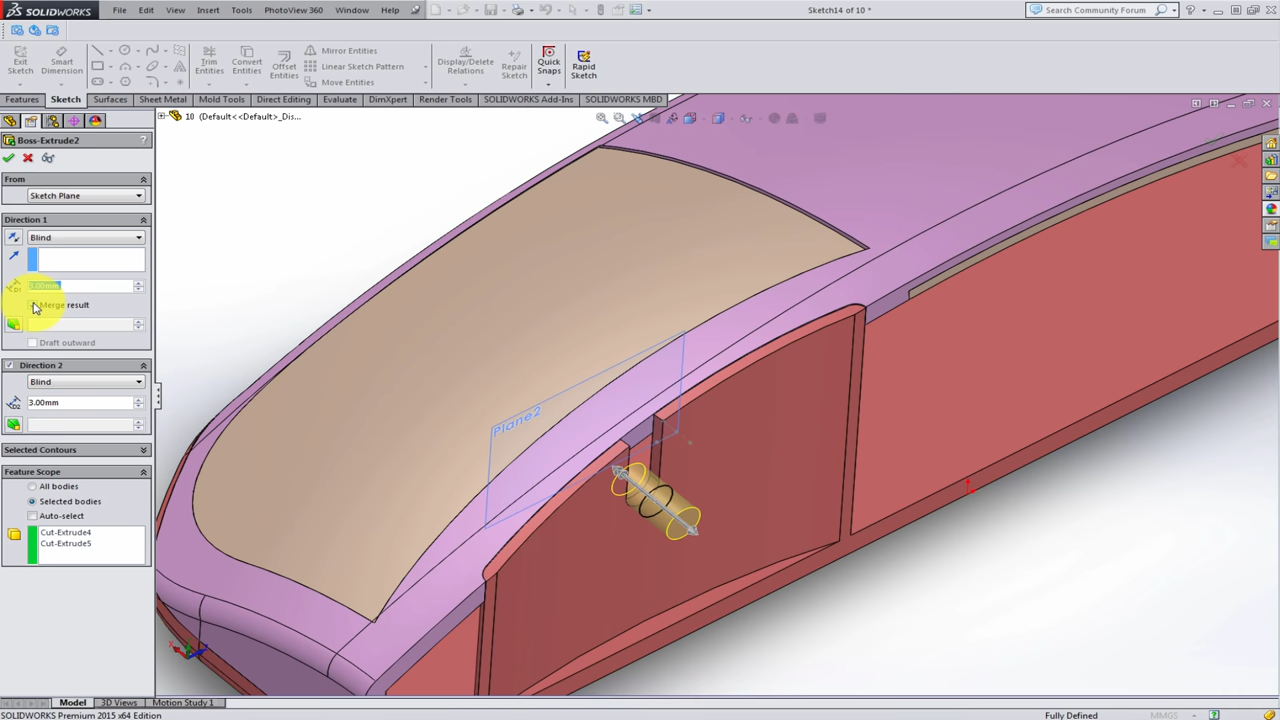 SOLIDWORKS File Edit View Insert Tools PhotoView 360 Window Help Sketch14 of 10 * Search Community Forum
Exit Sketch
Smart Dimension
Trim Entities
Convert Entities
Offset Entities
Mirror Entities
Linear Sketch Pattern
Move Entities
Display/Delete Relations
Repair Sketch
Quick Snaps
Rapid Sketch
Features Sketch Surfaces Sheet Metal Mold Tools Direct Editing Evaluate DimXpert Render Tools SOLIDWORKS Add-Ins SOLIDWORKS MBD
10 (Default<<Default>_Dis...
Boss-Extrude2 ?
From
Sketch Plane
Direction 1
Blind
3.00mm
Merge result
Draft outward
Direction 2
Blind
3.00mm
Selected Contours
Feature Scope
All bodies
Selected bodies
Auto-select
Cut-Extrude4
Cut-Extrude5
Plane2
Model 3D Views Motion Study 1
SOLIDWORKS Premium 2015 x64 Edition Fully Defined MMGS